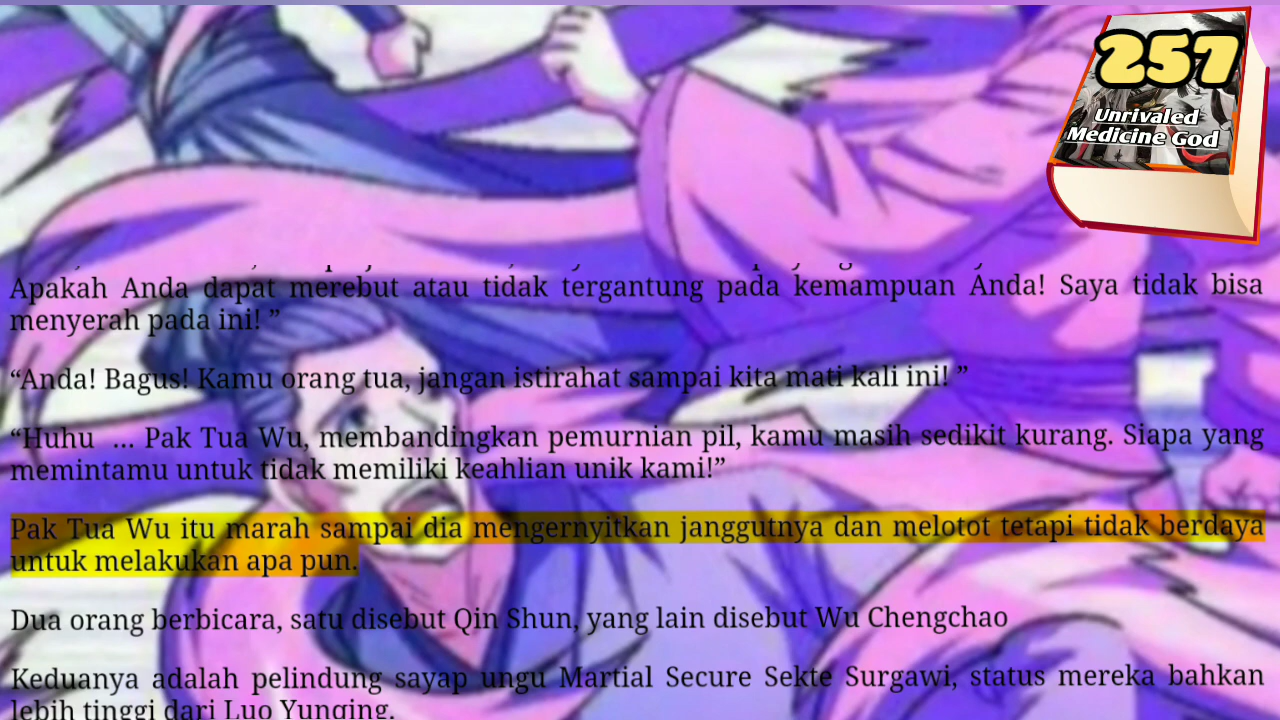 257
Unrivaled
Medicine God
Apakah Anda dapat merebut atau tidak tergantung pada kemampuan Anda! Saya tidak bisa
menyerah pada ini! ”
“Anda! Bagus! Kamu orang tua, jangan istirahat sampai kita mati kali ini! ”
“Huhu … Pak Tua Wu, membandingkan pemurnian pil, kamu masih sedikit kurang. Siapa yang
memintamu untuk tidak memiliki keahlian unik kami!”
Pak Tua Wu itu marah sampai dia mengernyitkan janggutnya dan melotot tetapi tidak berdaya
untuk melakukan apa pun.
Dua orang berbicara, satu disebut Qin Shun, yang lain disebut Wu Chengchao
Keduanya adalah pelindung sayap ungu Martial Secure Sekte Surgawi, status mereka bahkan
lebih tinggi dari Luo Yunqing.